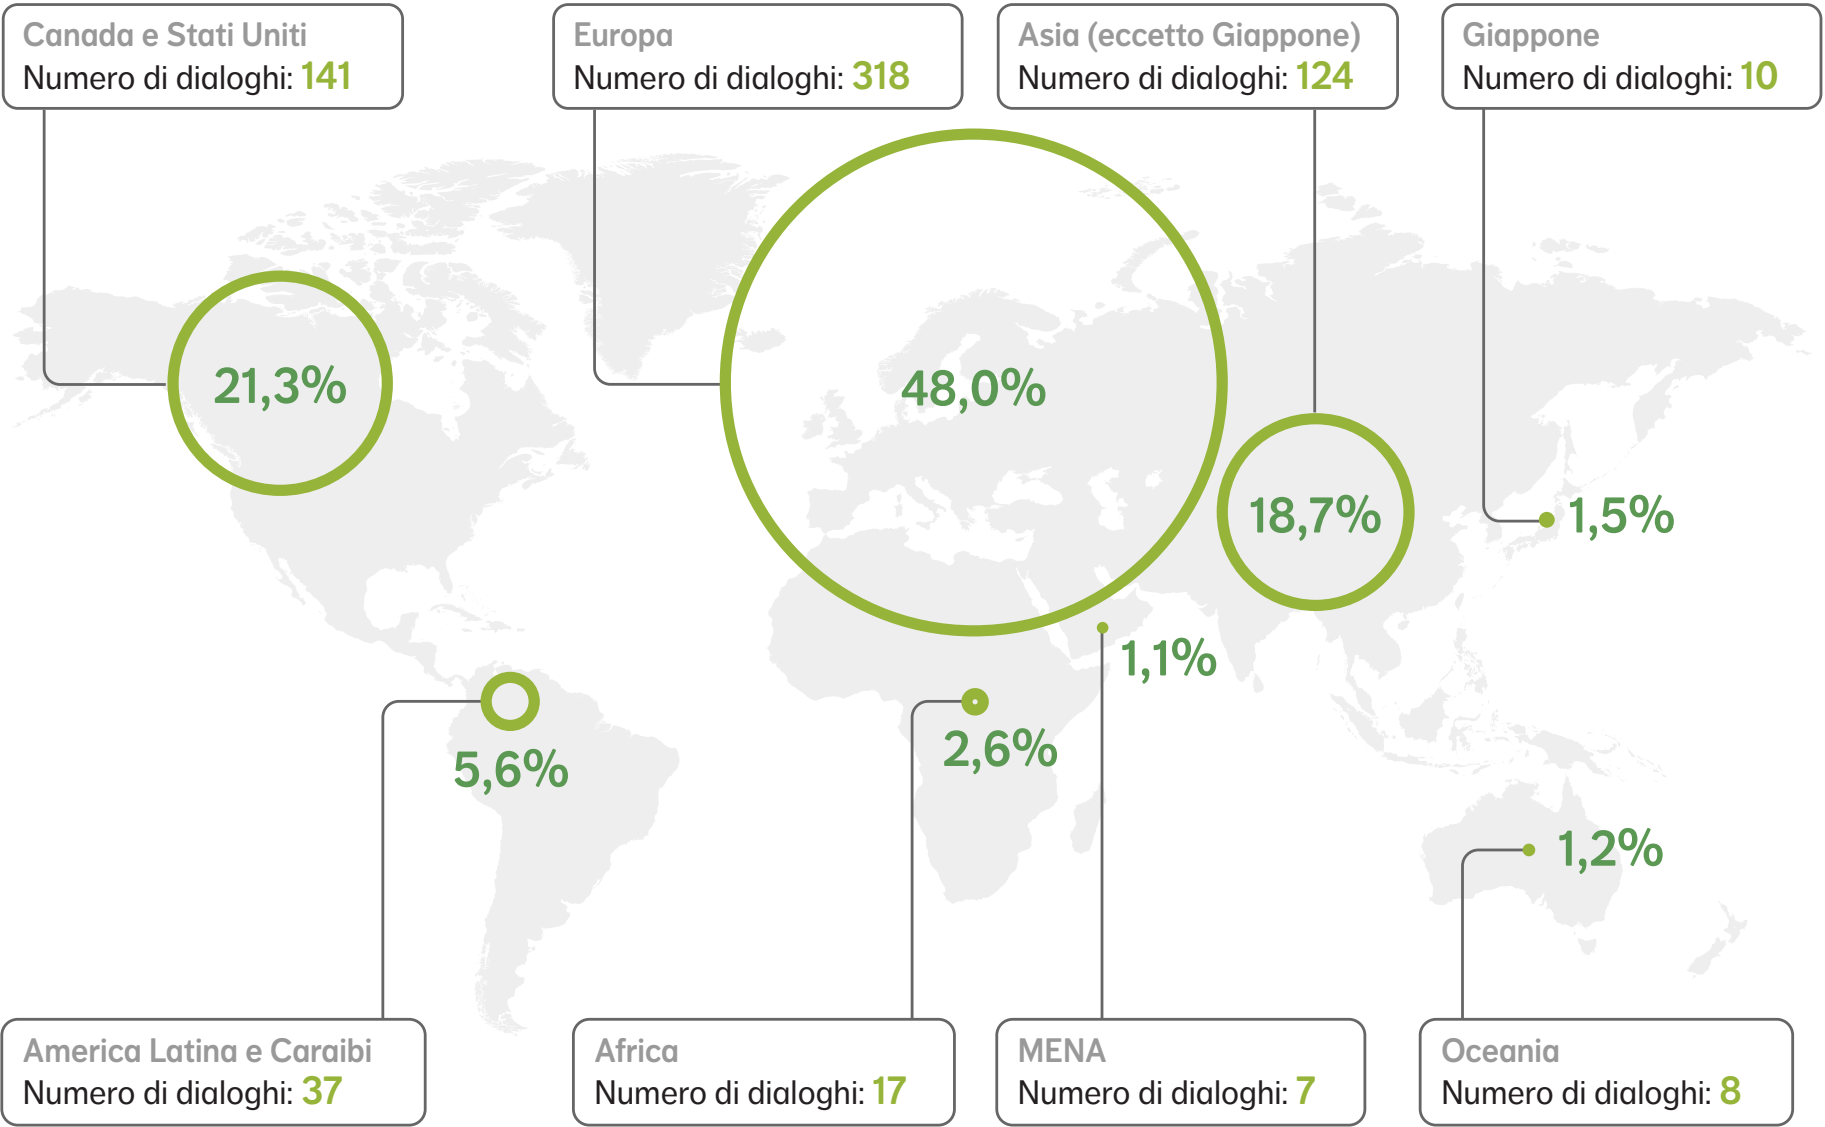 Canada e Stati Uniti
Numero di dialoghi: 141
Europa
Numero di dialoghi: 318
Asia (eccetto Giappone)
Numero di dialoghi: 124
Giappone
Numero di dialoghi: 10
21,3%
48,0%
18,7%
1,5%
1,1%
5,6%
2,6%
1,2%
America Latina e Caraibi
Numero di dialoghi: 37
Africa
Numero di dialoghi: 17
MENA
Numero di dialoghi: 7
Oceania
Numero di dialoghi: 8